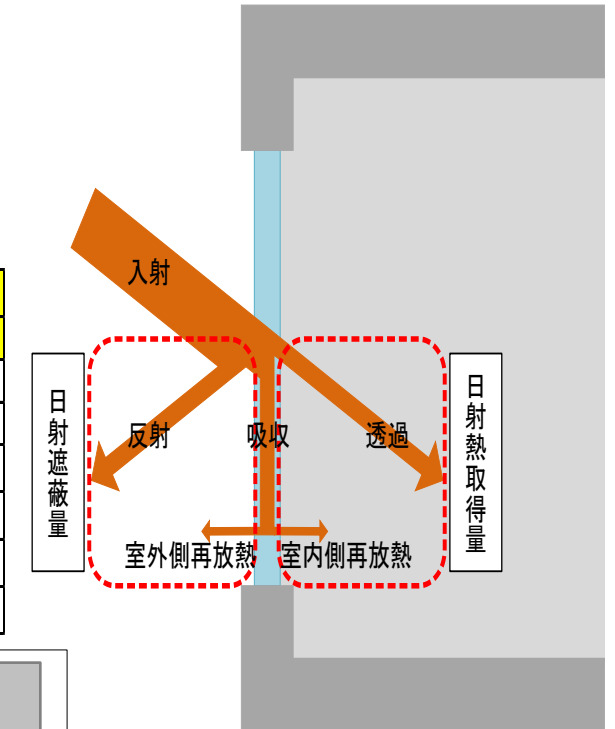 入射
日射遮蔽量
反射
吸収
透過
日射熱取得量
室外側再放熱
室内側再放熱